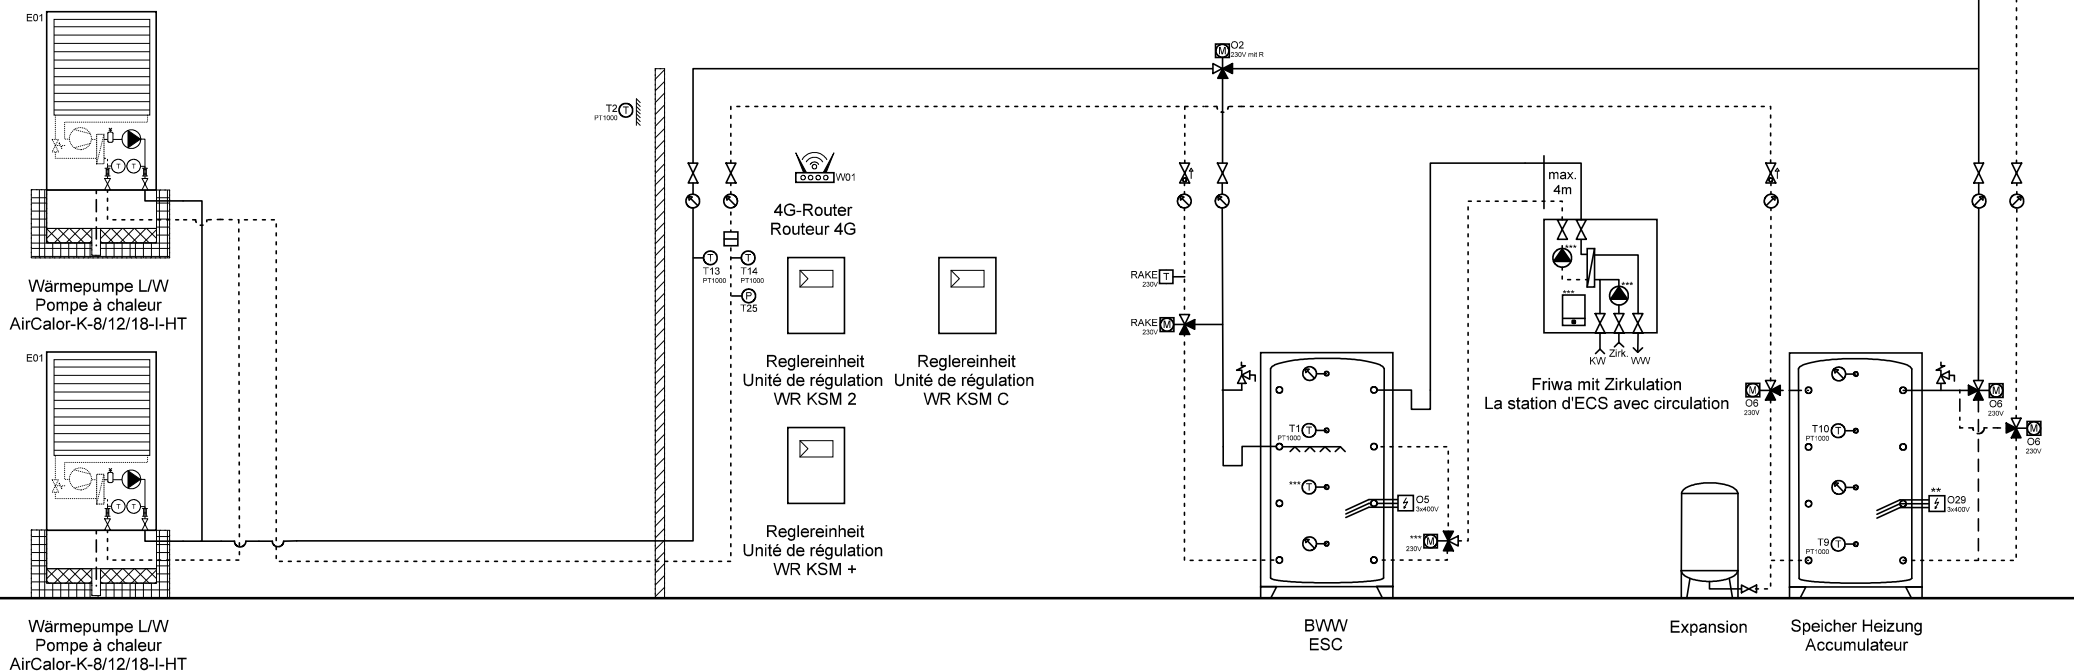 E01
Wärmepumpe L/W
Pompe à chaleur
AirCalor-K-8/12/18-I-HT
E01
Wärmepumpe L/W
Pompe à chaleur
AirCalor-K-8/12/18-I-HT
T2
T
PT1000
T
T13
PT1000
T
T14
PT1000
P
T25
W01
4G-Router
Routeur 4G
Reglereinheit
Unité de régulation
WR KSM 2
Reglereinheit
Unité de régulation
WR KSM C
Reglereinheit
Unité de régulation
WR KSM +
M
O2
230V mit R
RAKE
T
230V
RAKE
M
230V
T1
T
PT1000
***
T
O5
3x400V
***
M
230V
BWW
ESC
max.
4m
***
***
***
KW
Zirk.
WW
Friwa mit Zirkulation
La station d'ECS avec circulation
Expansion
M
O6
230V
T10
T
PT1000
T9
T
PT1000
**
O29
3x400V
M
O6
230V
M
O6
230V
Speicher Heizung
Accumulateur